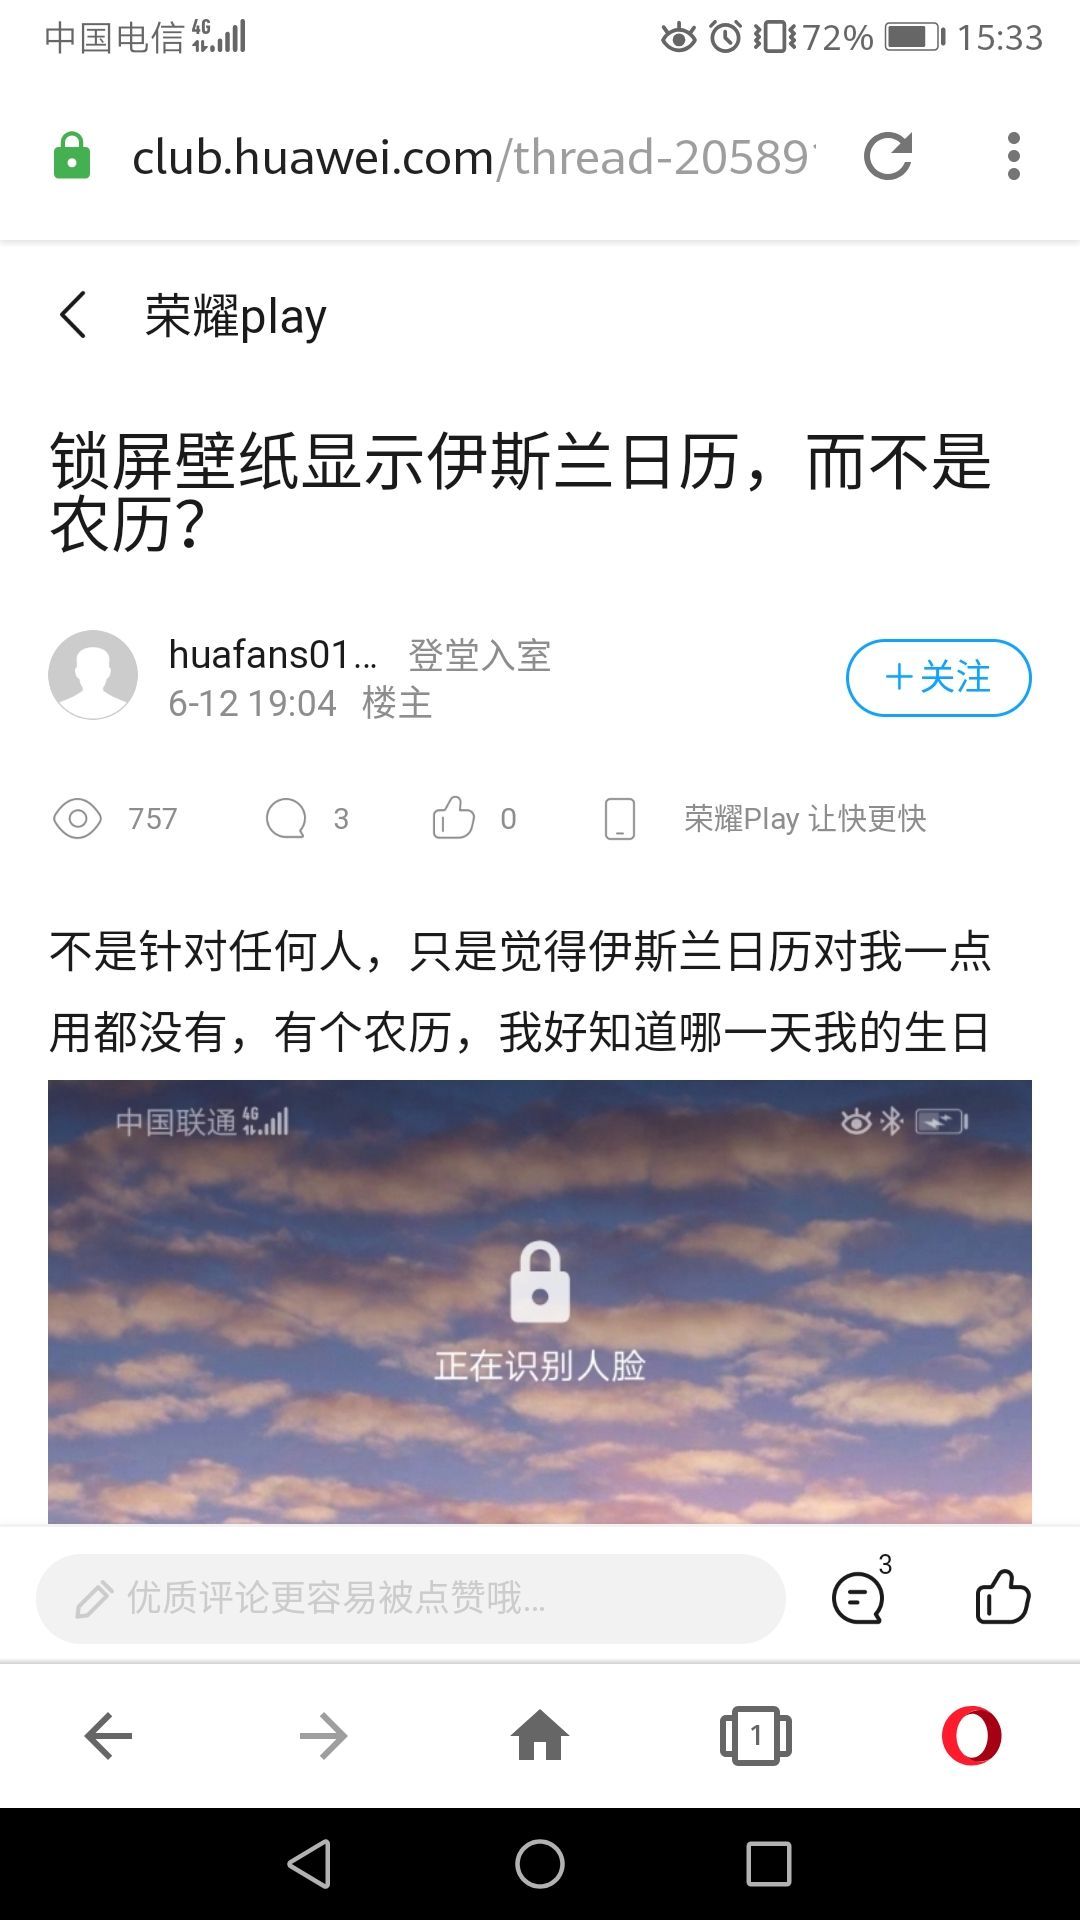 中国电信 4G 72% 15:33
club.huawei.com/thread-20589
荣耀play
锁屏壁纸显示伊斯兰日历，而不是
农历？
huafans01... 登堂入室
6-12 19:04 楼主
+关注
757 3 0 荣耀Play 让快更快
不是针对任何人，只是觉得伊斯兰日历对我一点
用都没有，有个农历，我好知道哪一天我的生日
中国联通 4G
正在识别人脸
优质评论更容易被点赞哦... 3
1